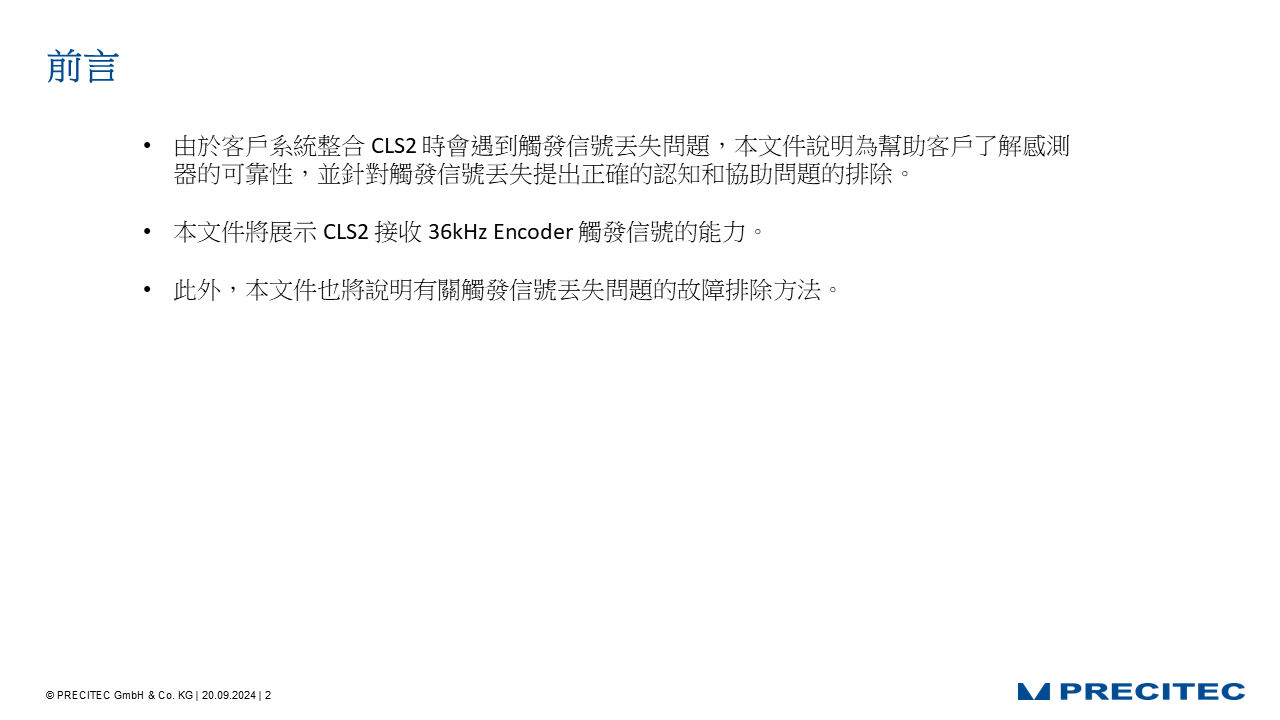 前言
• 由於客戶系統整合 CLS2 時會遇到觸發信號丟失問題，本文件說明為幫助客戶了解感測
器的可靠性，並針對觸發信號丟失提出正確的認知和協助問題的排除。
• 本文件將展示 CLS2 接收 36kHz Encoder 觸發信號的能力。
• 此外，本文件也將說明有關觸發信號丟失問題的故障排除方法。
© PRECITEC GmbH & Co. KG | 20.09.2024 | 2
PRECITEC